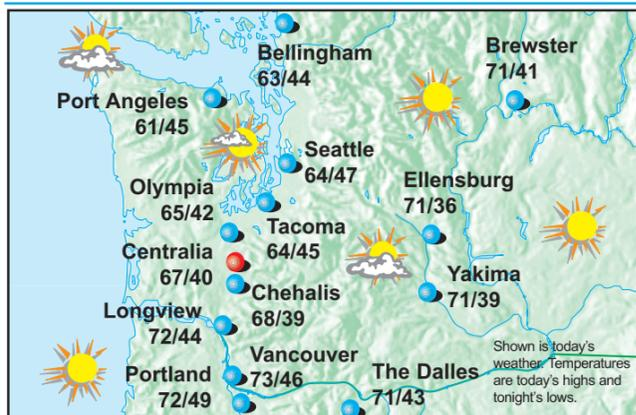 Bellingham
63/44
Brewster
71/41
Port Angeles
61/45
Seattle
64/47
Olympia
65/42
Ellensburg
71/36
Tacoma
64/45
Centralia
67/40
Yakima
71/39
Chehalis
68/39
Longview
72/44
Vancouver
73/46
Portland
72/49
The Dalles
71/43
Shown is today’s
weather. Temperatures
are today’s highs and
tonight’s lows.